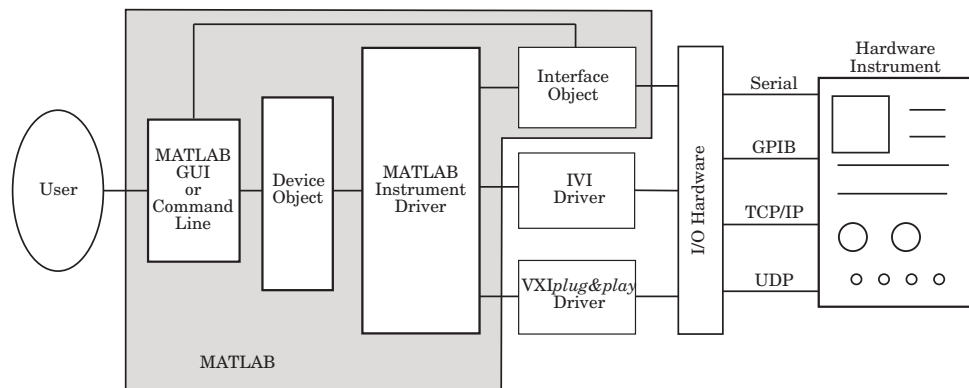 User
MATLAB
GUI
or
Command
Line
Device
Object
MATLAB
Instrument
Driver
Interface
Object
IVI
Driver
VXIplug&play
Driver
I/O Hardware
Serial
GPIB
TCP/IP
UDP
Hardware
Instrument
MATLAB